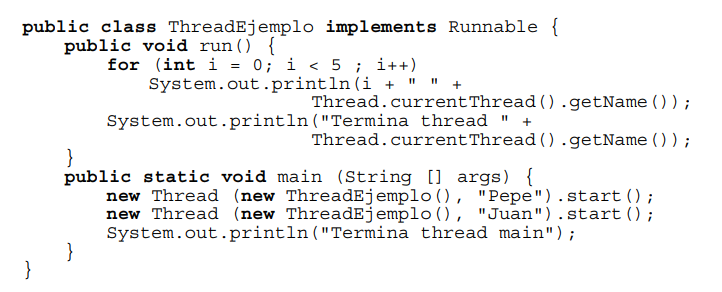 public class ThreadEjemplo implements Runnable {
    public void run() {
        for (int i = 0; i < 5 ; i++)
            System.out.println(i + " " +
                            Thread.currentThread().getName());
        System.out.println("Termina thread " +
                            Thread.currentThread().getName());
    }
    public static void main (String [] args) {
        new Thread (new ThreadEjemplo(), "Pepe").start();
        new Thread (new ThreadEjemplo(), "Juan").start();
        System.out.println("Termina thread main");
    }
}